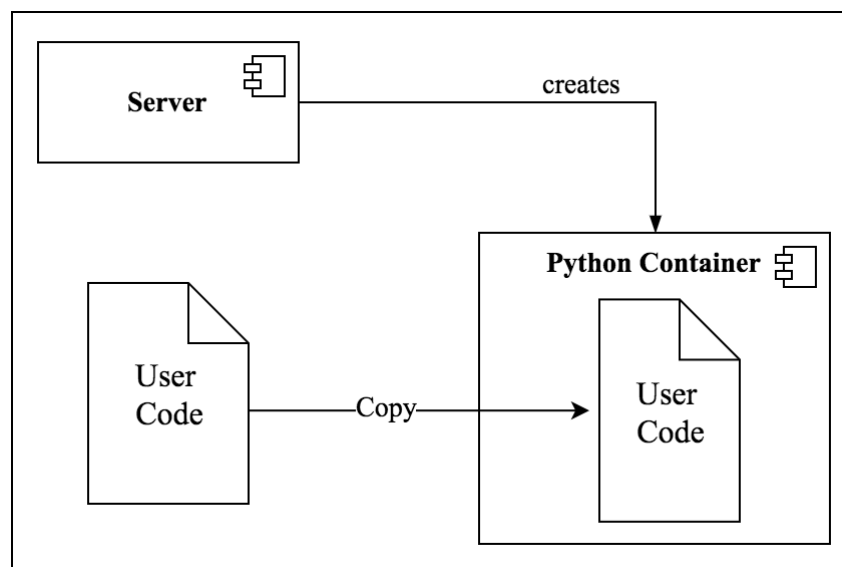 Server
creates
Python Container
User
Code
Copy
User
Code